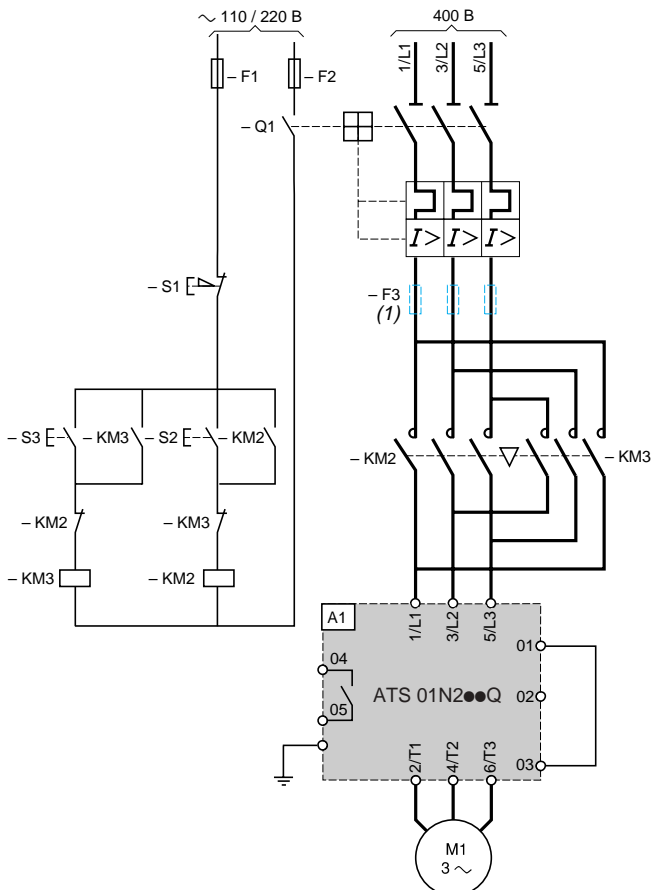 ~ 110 / 220 B
400 B
1/L1
3/L2
5/L3
– F1
– F2
– Q1
I>
I>
I>
– S1
– F3
(1)
– S3
– KM3
– S2
– KM2
– KM2
– KM3
– KM2
– KM3
– KM3
– KM2
A1
1/L1
3/L2
5/L3
01
04
ATS 01N2●●Q
02
05
03
2/T1
4/T2
6/T3
M1
3 ~